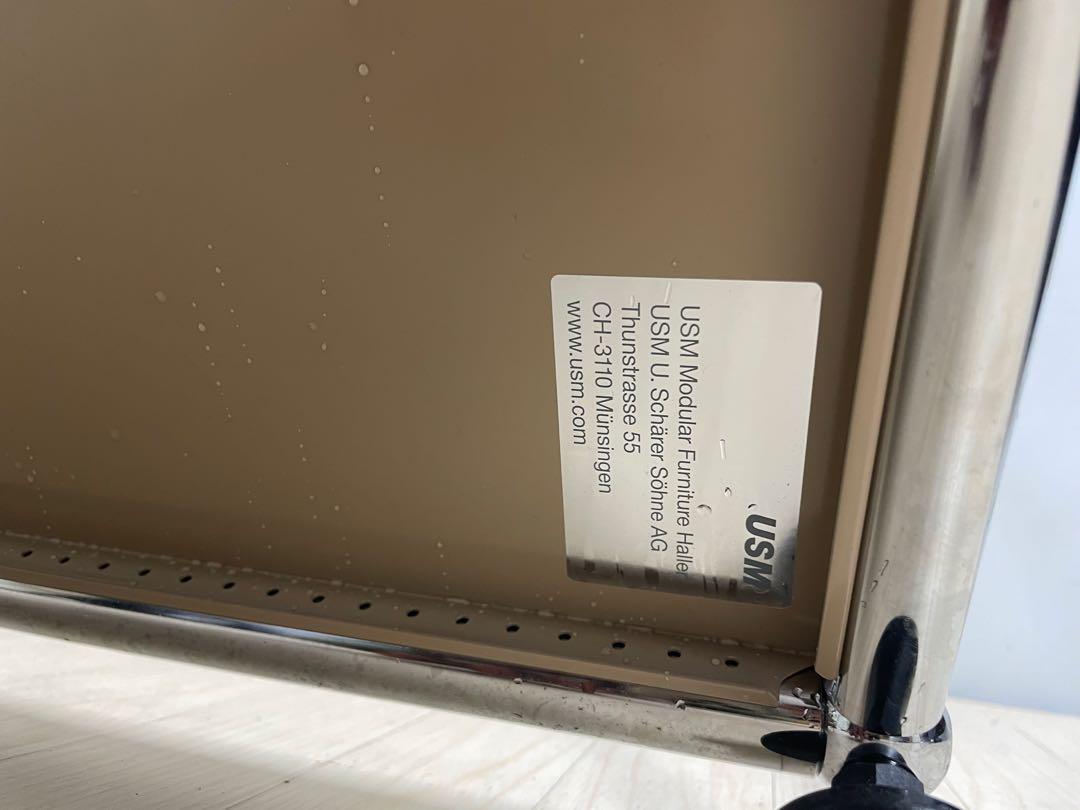 USM
USM Modular Furniture Haller
USM U. Schärer Söhne AG
Thunstrasse 55
CH-3110 Münsingen
www.usm.com